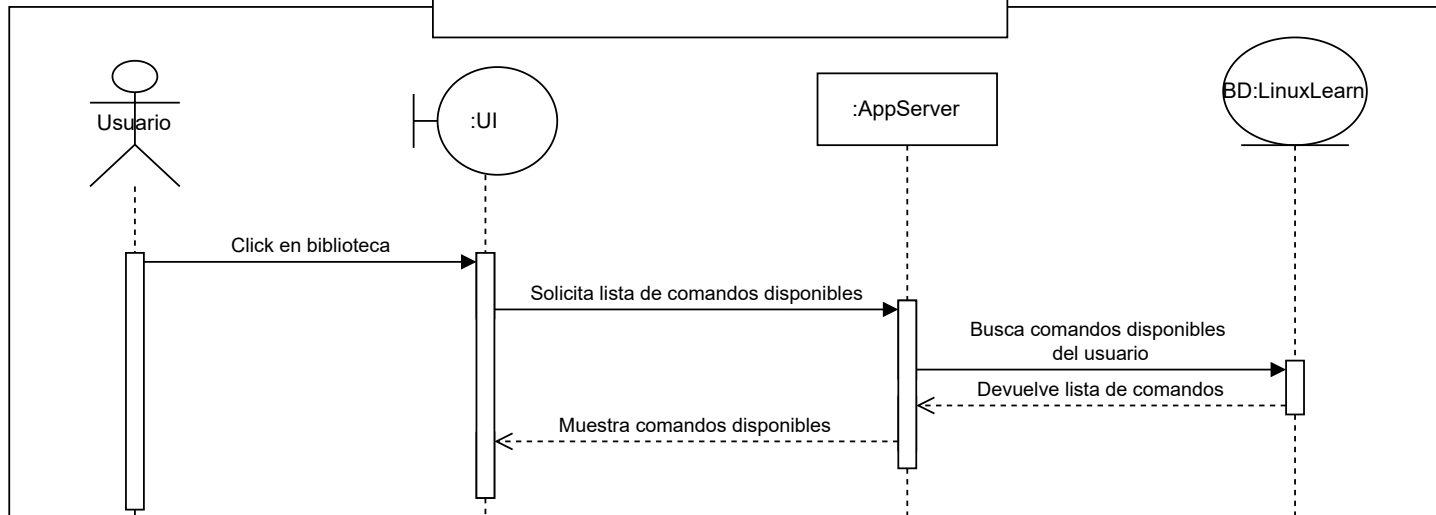 Usuario
:UI
:AppServer
BD:LinuxLearn
Click en biblioteca
Solicita lista de comandos disponibles
Busca comandos disponibles
del usuario
Devuelve lista de comandos
Muestra comandos disponibles